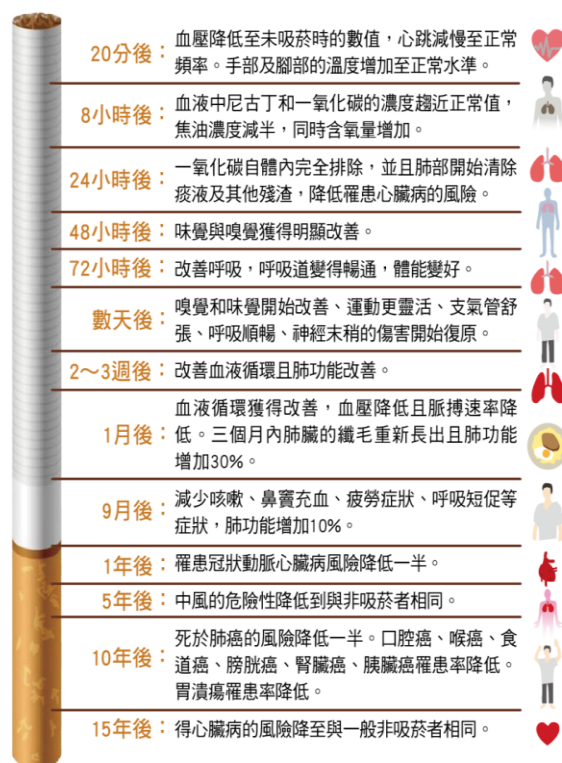 20分後：血壓降低至未吸菸時的數值，心跳減慢至正常
頻率。手部及腳部的溫度增加至正常水準。
8小時後：血液中尼古丁和一氧化碳的濃度趨近正常值，
焦油濃度減半，同時含氧量增加。
24小時後：一氧化碳自體內完全排除，並且肺部開始清除
痰液及其他殘渣，降低罹患心臟病的風險。
48小時後：味覺與嗅覺獲得明顯改善。
72小時後：改善呼吸，呼吸道變得暢通，體能變好。
數天後：嗅覺和味覺開始改善、運動更靈活、支氣管舒
張、呼吸順暢、神經末稍的傷害開始復原。
2～3週後：改善血液循環且肺功能改善。
1月後：血液循環獲得改善，血壓降低且脈搏速率降
低。三個月內肺臟的纖毛重新長出且肺功能
增加30%。
9月後：減少咳嗽、鼻竇充血、疲勞症狀、呼吸短促等
症狀，肺功能增加10%。
1年後：罹患冠狀動脈心臟病風險降低一半。
5年後：中風的危險性降低到與非吸菸者相同。
10年後：死於肺癌的風險降低一半。口腔癌、喉癌、食
道癌、膀胱癌、腎臟癌、胰臟癌罹患率降低。
胃潰瘍罹患率降低。
15年後：得心臟病的風險降至與一般非吸菸者相同。